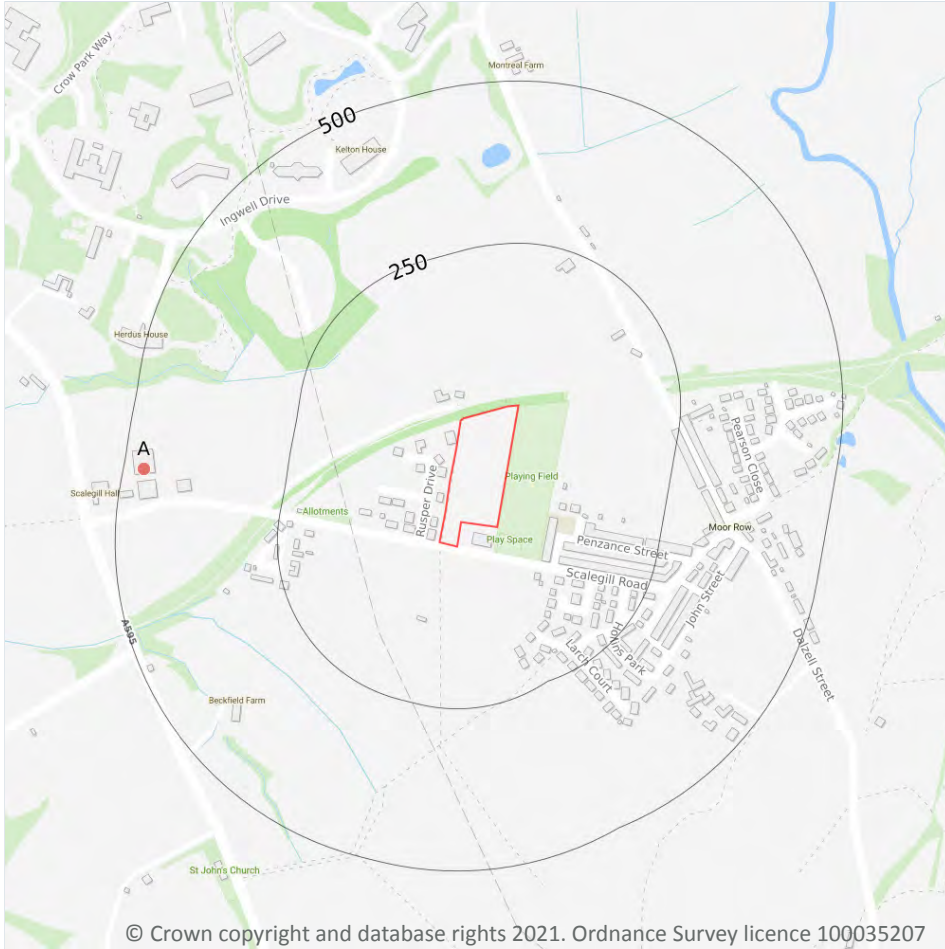 Crow Park Way
Montreal Farm
500
Kelton House
Ingwell Drive
250
Herdus House
A
Scalegill Hall
Rusper Drive
Playing Field
Pearson Close
Allotments
Moor Row
Play Space
Penzance Street
Scalegill Road
John Street
Hollins Park
Larch Court
A595
Dalzell Street
Beckfield Farm
St John's Church
© Crown copyright and database rights 2021. Ordnance Survey licence 100035207